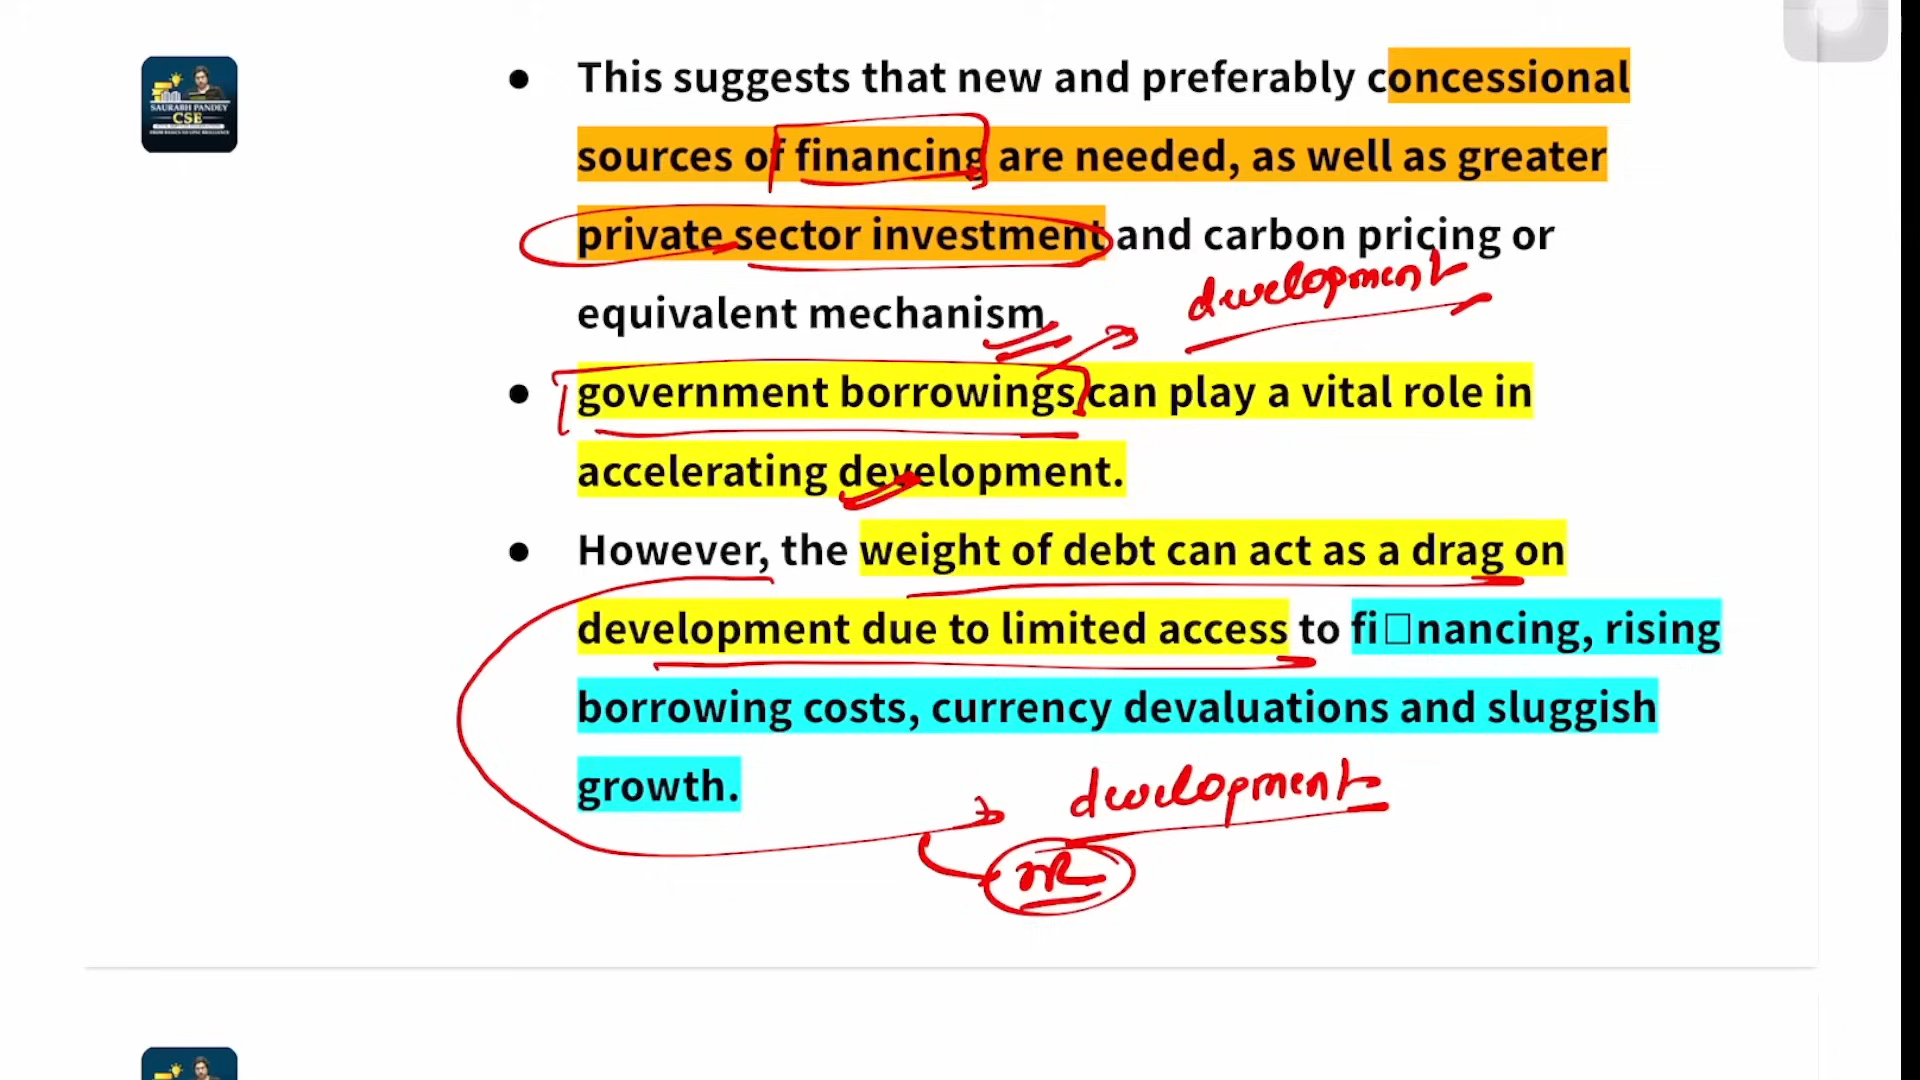 SAURABH PANDEY
CSE
• This suggests that new and preferably concessional
sources of financing are needed, as well as greater
private sector investment and carbon pricing or
development
equivalent mechanism.
• government borrowings can play a vital role in
accelerating development.
• However, the weight of debt can act as a drag on
development due to limited access to fi□nancing, rising
borrowing costs, currency devaluations and sluggish
growth.
development